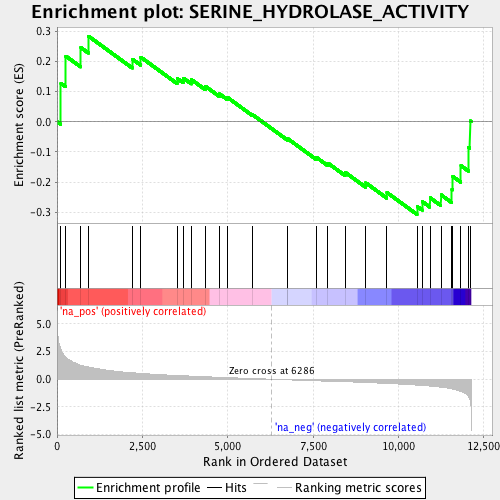 Enrichment plot: SERINE_HYDROLASE_ACTIVITY
Enrichment score (ES)
0.3
0.2
0.1
0.0
-0.1
-0.2
-0.3
'na_pos' (positively correlated)
Ranked list metric (PreRanked)
5.0
2.5
0.0
-2.5
-5.0
Zero cross at 6286
'na_neg' (negatively correlated)
0
2,500
5,000
7,500
10,000
12,500
Rank in Ordered Dataset
Enrichment profile
Hits
Ranking metric scores